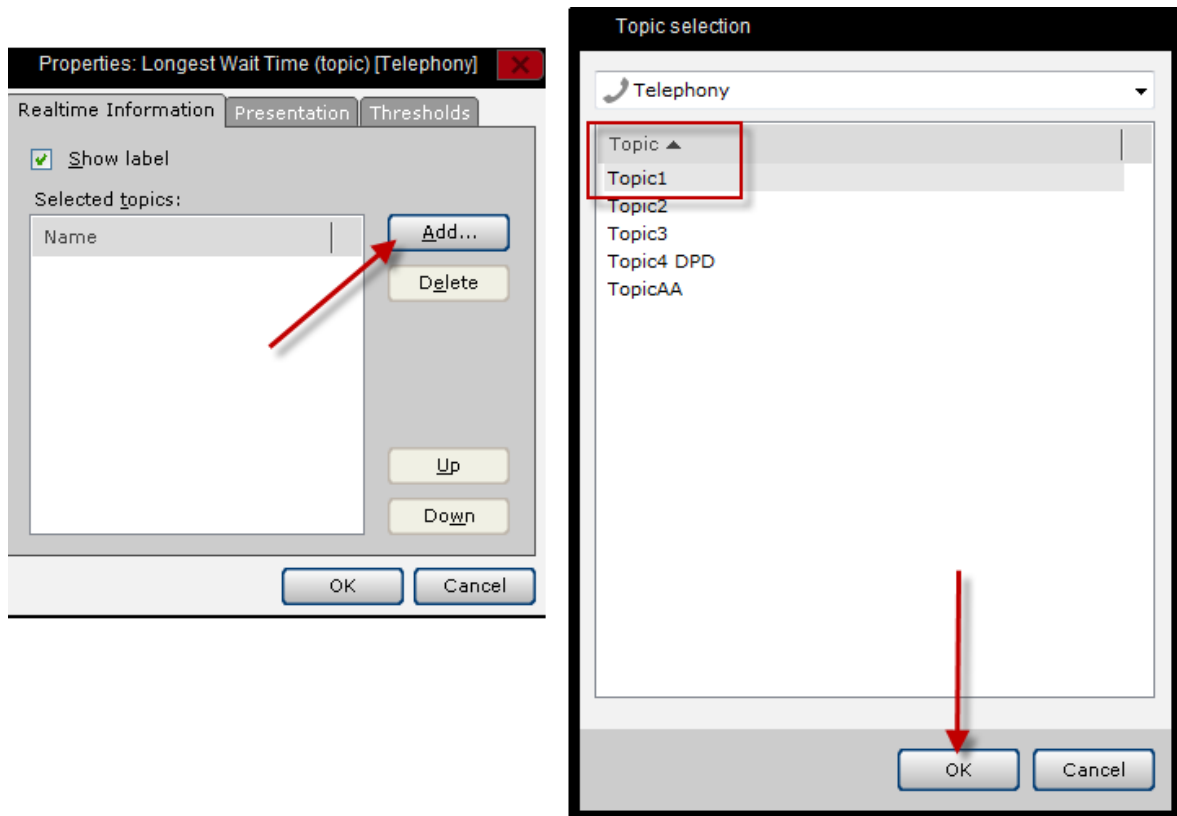 Properties: Longest Wait Time (topic) [Telephony]
Realtime Information Presentation Thresholds
Show label
Selected topics:
Name
Add...
Delete
Up
Down
OK Cancel
Topic selection
Telephony
Topic
Topic1
Topic2
Topic3
Topic4 DPD
TopicAA
OK Cancel